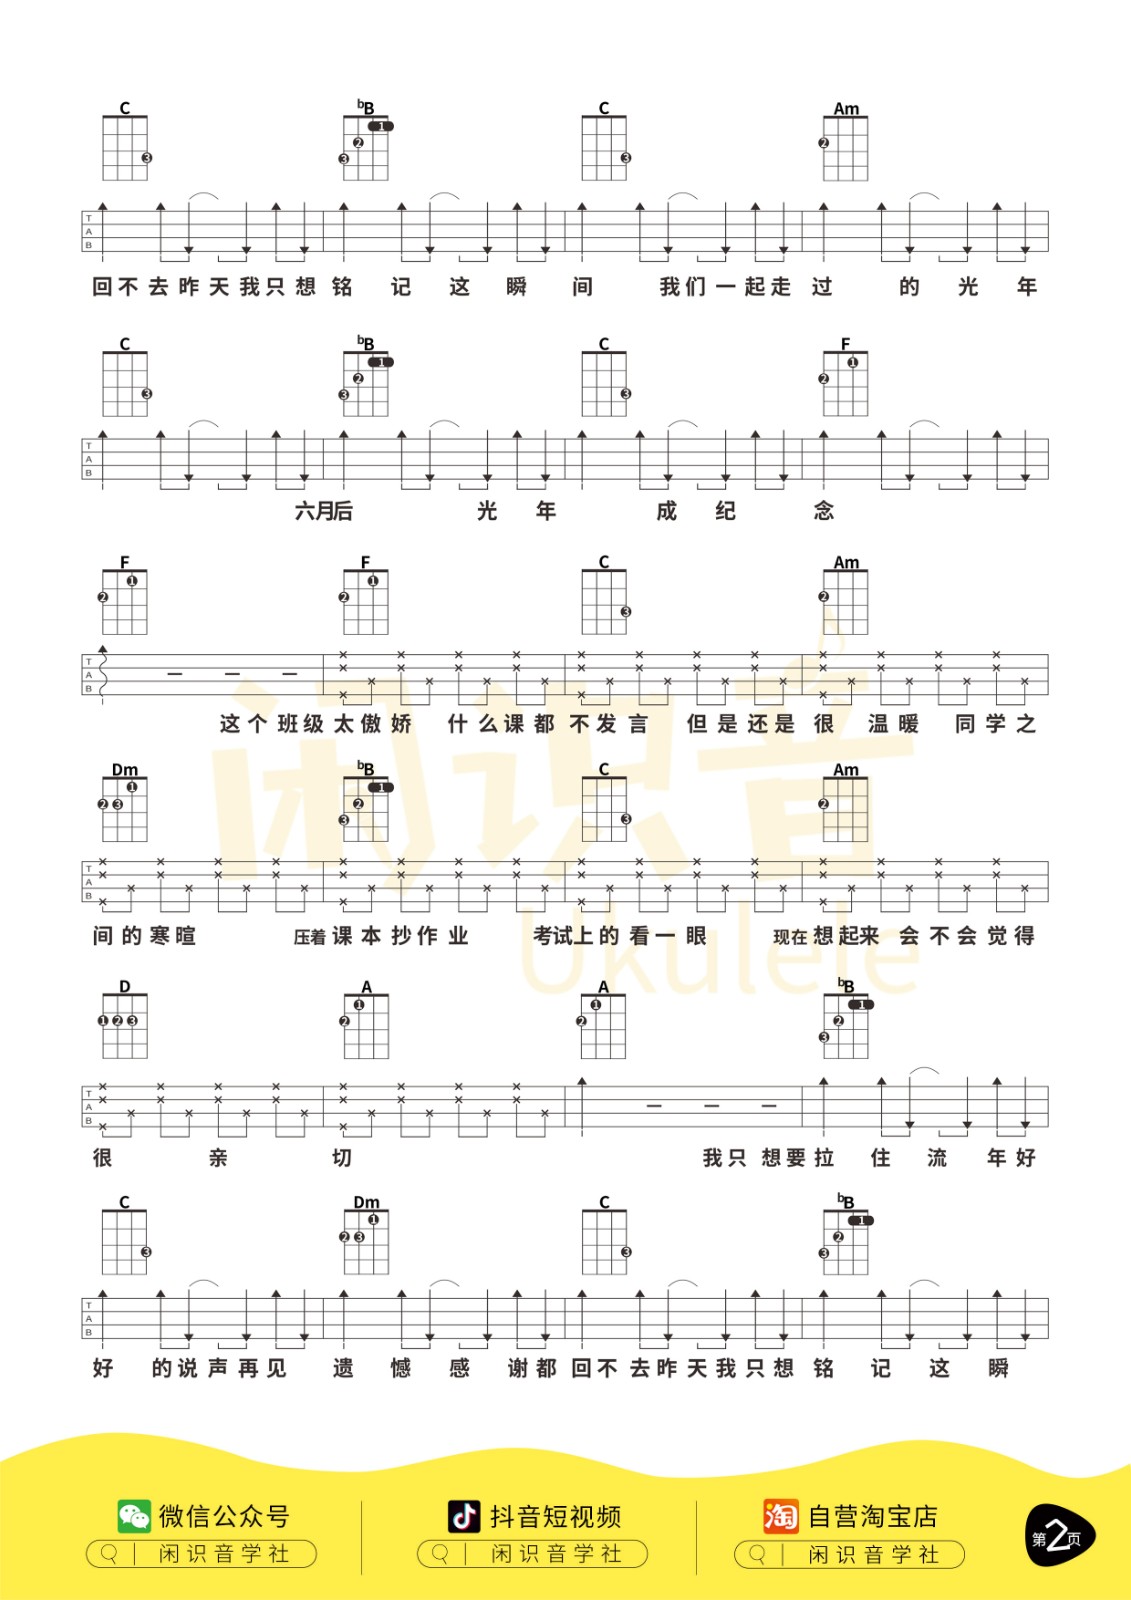 C ♭B C Am
T A B
回不去昨天我只想铭记这瞬间 我们一起走过的光年
C ♭B C F
T A B
六月后 光年 成纪念
F F C Am
T A B
这个班级太傲娇 什么课都不发言 但是还是很温暖 同学之
Dm ♭B C Am
T A B
间的寒暄 压着课本抄作业 考试上的看一眼 现在想起来会不会觉得
D A A ♭B
T A B
很亲切 我只想要拉住流年好
C Dm C ♭B
T A B
好的说声再见 遗憾感谢都回不去昨天我只想铭记这瞬
闲识音
Ukulele
微信公众号 抖音短视频 淘 自营淘宝店
闲识音学社 闲识音学社 闲识音学社
第2页